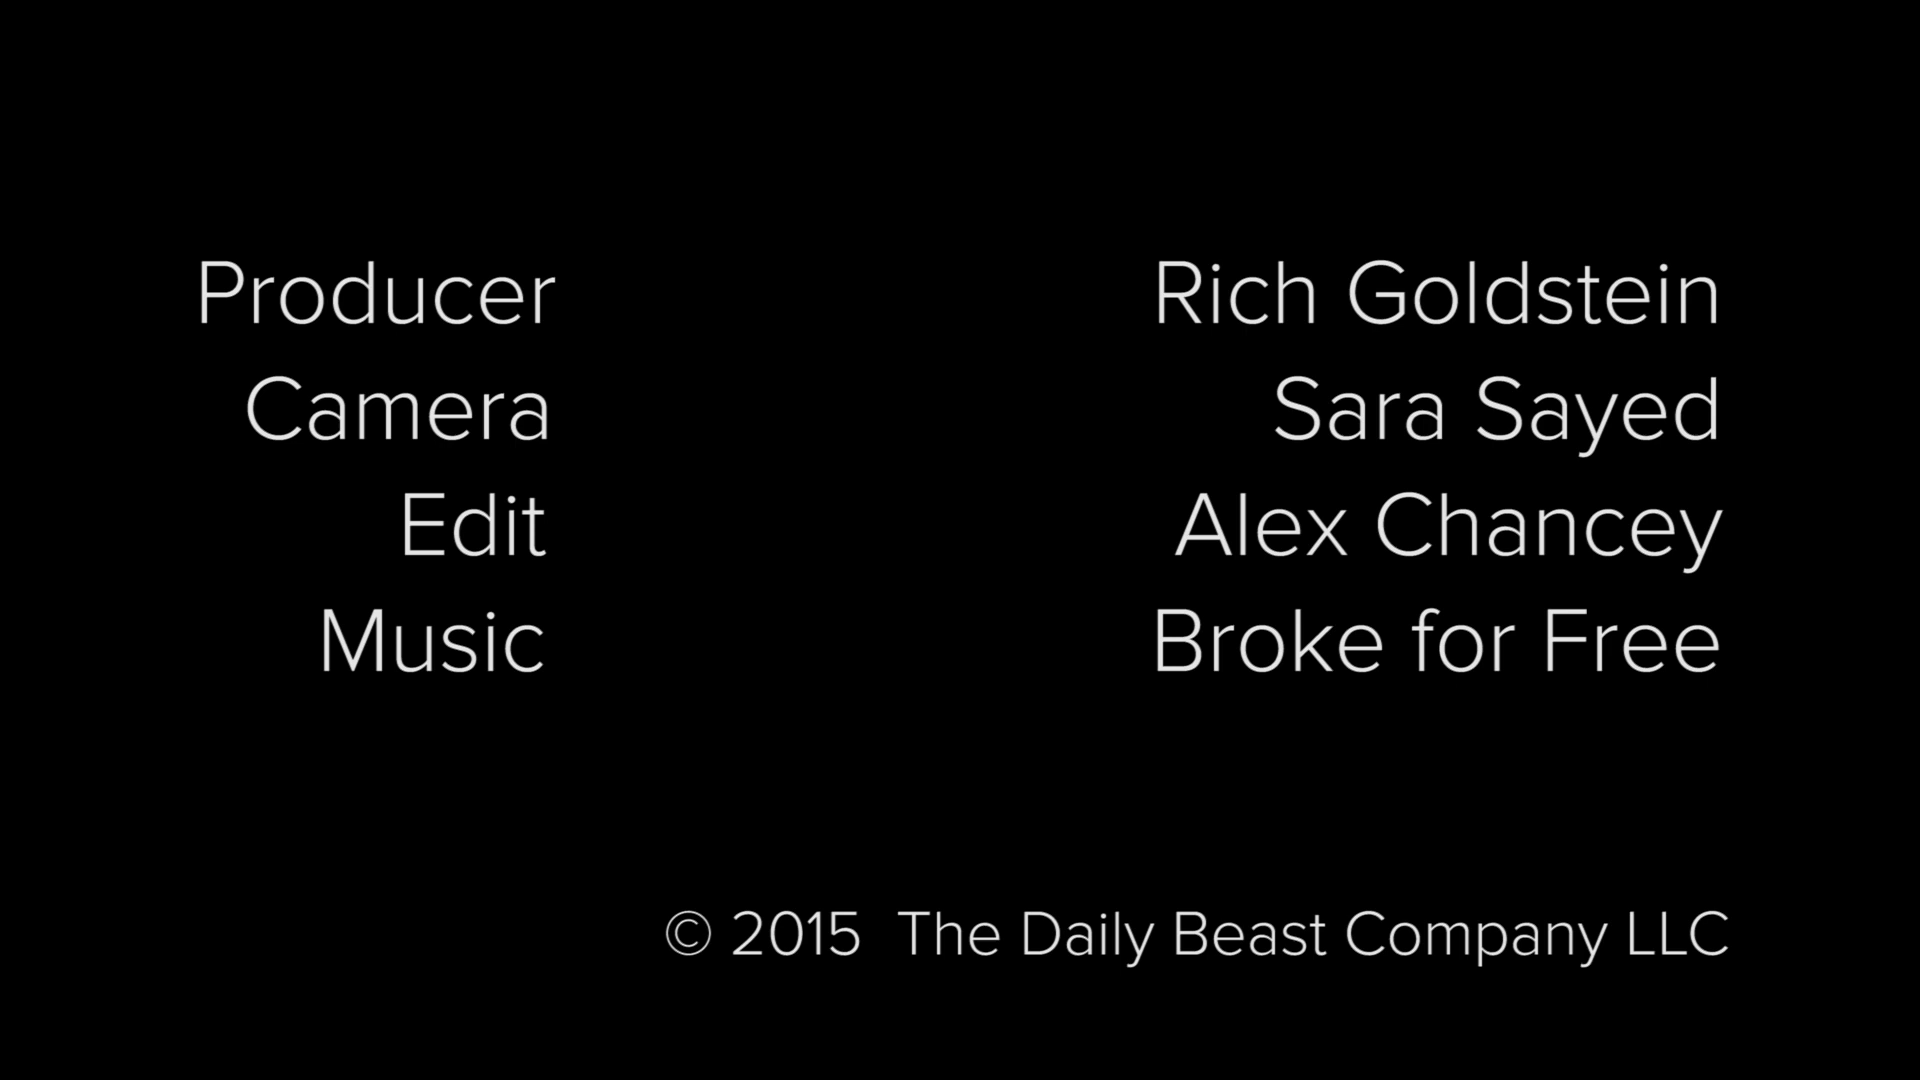 Producer Rich Goldstein
Camera Sara Sayed
Edit Alex Chancey
Music Broke for Free
© 2015 The Daily Beast Company LLC